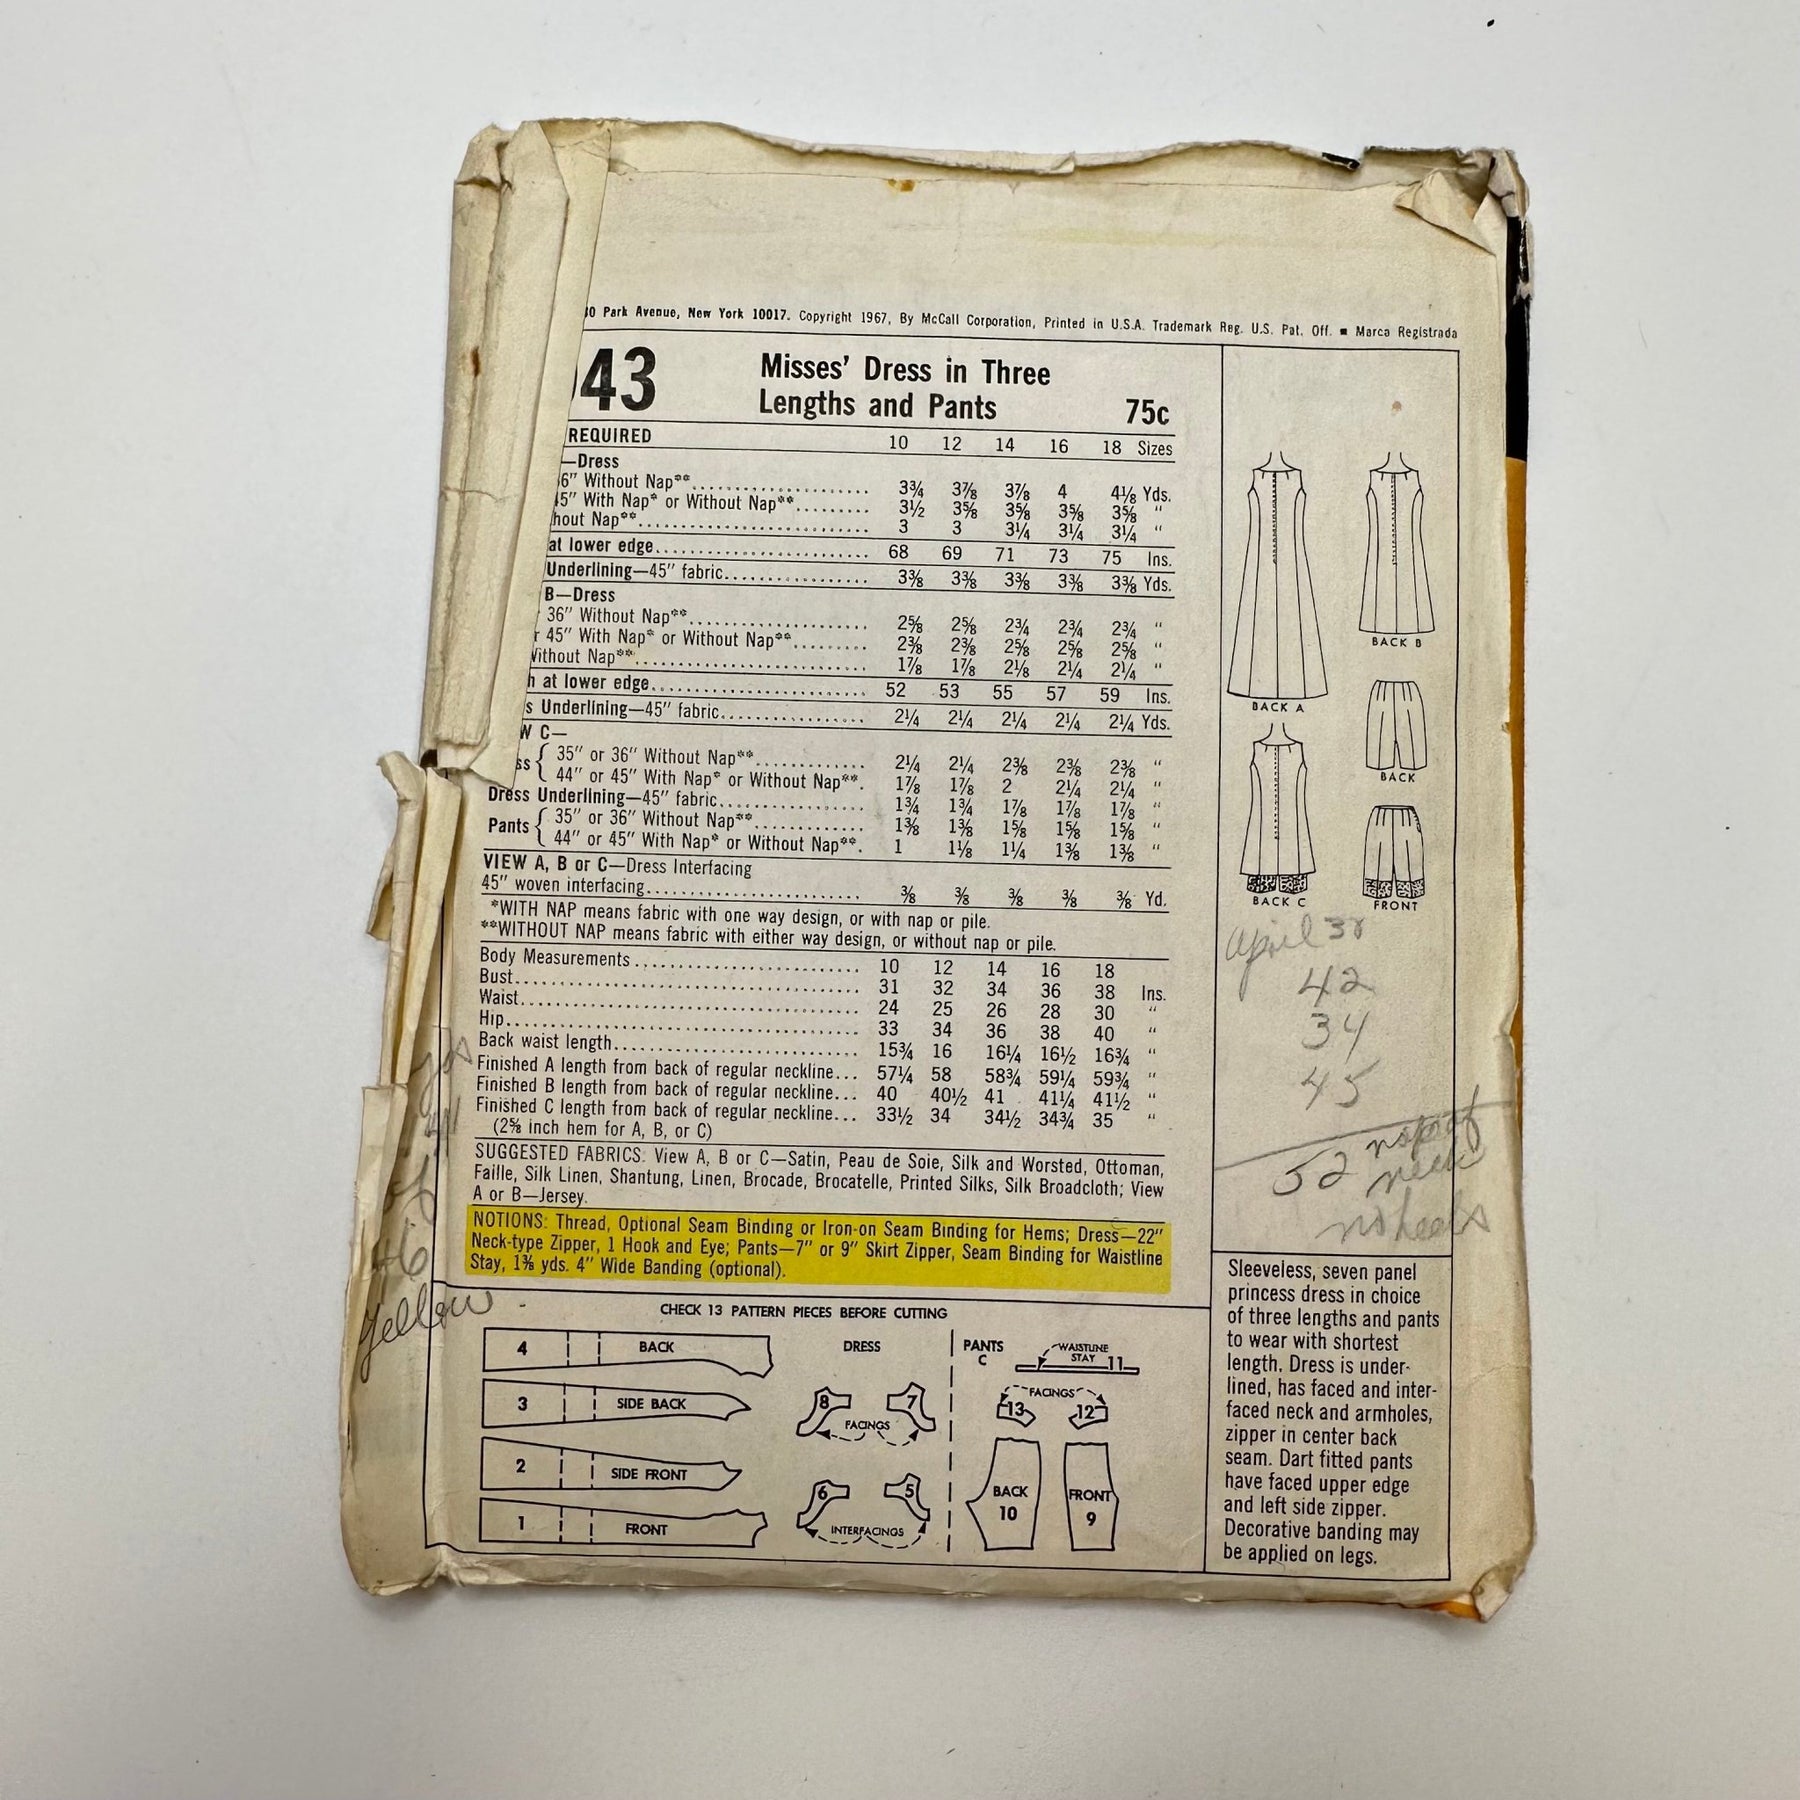 0 Park Avenue, New York 10017. Copyright 1967, By McCall Corporation, Printed in U.S.A. Trademark Reg. U.S. Pat. Off. ■ Marca Registrada
43
Misses' Dress in Three
Lengths and Pants 75c
REQUIRED 10 12 14 16 18 Sizes
—Dress
6" Without Nap** 3¾ 3⅞ 3⅞ 4 4⅛ Yds.
5" With Nap* or Without Nap** 3½ 3⅝ 3⅝ 3⅝ 3⅝ "
hout Nap** 3 3 3¼ 3¼ 3¼ "
at lower edge 68 69 71 73 75 Ins.
Underlining—45" fabric 3⅜ 3⅜ 3⅜ 3⅜ 3⅜ Yds.
B—Dress
36" Without Nap** 2⅝ 2⅝ 2¾ 2¾ 2¾ "
r 45" With Nap* or Without Nap** 2⅜ 2⅜ 2⅝ 2⅝ 2⅝ "
Without Nap** 1⅞ 1⅞ 2⅛ 2¼ 2¼ "
h at lower edge 52 53 55 57 59 Ins.
s Underlining—45" fabric 2¼ 2¼ 2¼ 2¼ 2¼ Yds.
W C—
ss { 35" or 36" Without Nap** 2¼ 2¼ 2⅜ 2⅜ 2⅜ "
44" or 45" With Nap* or Without Nap**. 1⅞ 1⅞ 2 2¼ 2¼ "
Dress Underlining—45" fabric 1¾ 1¾ 1⅞ 1⅞ 1⅞ "
Pants { 35" or 36" Without Nap** 1⅜ 1⅜ 1⅝ 1⅝ 1⅝ "
44" or 45" With Nap* or Without Nap**. 1 1⅛ 1¼ 1⅜ 1⅜ "
VIEW A, B or C—Dress Interfacing
45" woven interfacing ⅜ ⅜ ⅜ ⅜ ⅜ Yd.
*WITH NAP means fabric with one way design, or with nap or pile.
**WITHOUT NAP means fabric with either way design, or without nap or pile.
Body Measurements 10 12 14 16 18
Bust 31 32 34 36 38 Ins.
Waist 24 25 26 28 30 "
Hip 33 34 36 38 40 "
Back waist length 15¾ 16 16¼ 16½ 16¾ "
Finished A length from back of regular neckline... 57¼ 58 58¾ 59¼ 59¾ "
Finished B length from back of regular neckline... 40 40½ 41 41¼ 41½ "
Finished C length from back of regular neckline... 33½ 34 34½ 34¾ 35 "
(2⅝ inch hem for A, B, or C)
SUGGESTED FABRICS: View A, B or C—Satin, Peau de Soie, Silk and Worsted, Ottoman,
Faille, Silk Linen, Shantung, Linen, Brocade, Brocatelle, Printed Silks, Silk Broadcloth; View
A or B—Jersey.
NOTIONS: Thread, Optional Seam Binding or Iron-on Seam Binding for Hems; Dress—22"
Neck-type Zipper, 1 Hook and Eye; Pants—7" or 9" Skirt Zipper, Seam Binding for Waistline
Stay, 1⅜ yds. 4" Wide Banding (optional).
of
46
yellow
CHECK 13 PATTERN PIECES BEFORE CUTTING
4 BACK
3 SIDE BACK
2 SIDE FRONT
1 FRONT
DRESS
8 7
FACINGS
6 5
INTERFACINGS
PANTS
C
WAISTLINE
STAY 11
FACINGS
13 12
BACK
10
FRONT
9
BACK A
BACK B
BACK
BACK C
FRONT
April
42
34
45
52
neck
no heels
Sleeveless, seven panel
princess dress in choice
of three lengths and pants
to wear with shortest
length. Dress is under-
lined, has faced and inter-
faced neck and armholes,
zipper in center back
seam. Dart fitted pants
have faced upper edge
and left side zipper.
Decorative banding may
be applied on legs.